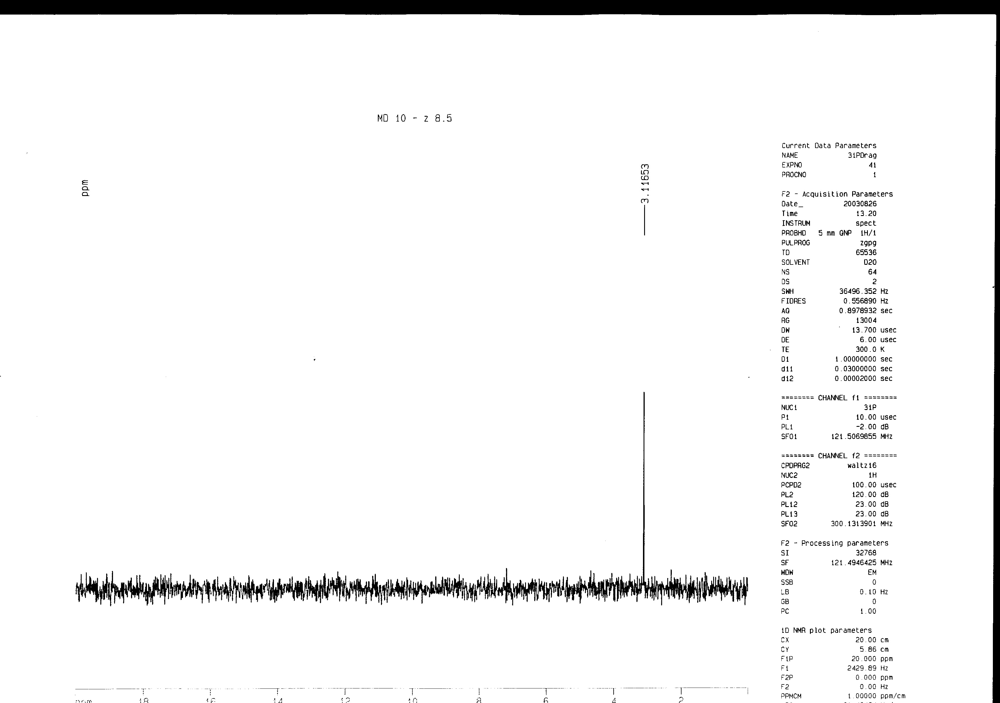 MD 10 - z 8.5
ppm
3.11653
Current Data Parameters
NAME 31PDrag
EXPNO 41
PROCNO 1
F2 - Acquisition Parameters
Date_ 20030826
Time 13.20
INSTRUM spect
PROBHD 5 mm QNP 1H/1
PULPROG zgpg
TD 65536
SOLVENT D2O
NS 64
DS 2
SWH 36496.352 Hz
FIDRES 0.556890 Hz
AQ 0.8978932 sec
RG 13004
DW 13.700 usec
DE 6.00 usec
TE 300.0 K
D1 1.00000000 sec
d11 0.03000000 sec
d12 0.00002000 sec
======== CHANNEL f1 ========
NUC1 31P
P1 10.00 usec
PL1 -2.00 dB
SFO1 121.5069855 MHz
======== CHANNEL f2 ========
CPDPRG2 waltz16
NUC2 1H
PCPD2 100.00 usec
PL2 120.00 dB
PL12 23.00 dB
PL13 23.00 dB
SFO2 300.1313901 MHz
F2 - Processing parameters
SI 32768
SF 121.4946425 MHz
WDW EM
SSB 0
LB 0.10 Hz
GB 0
PC 1.00
1D NMR plot parameters
CX 20.00 cm
CY 5.86 cm
F1P 20.000 ppm
F1 2429.89 Hz
F2P 0.000 ppm
F2 0.00 Hz
PPMCM 1.00000 ppm/cm
ppm 18 16 14 12 10 8 6 4 2